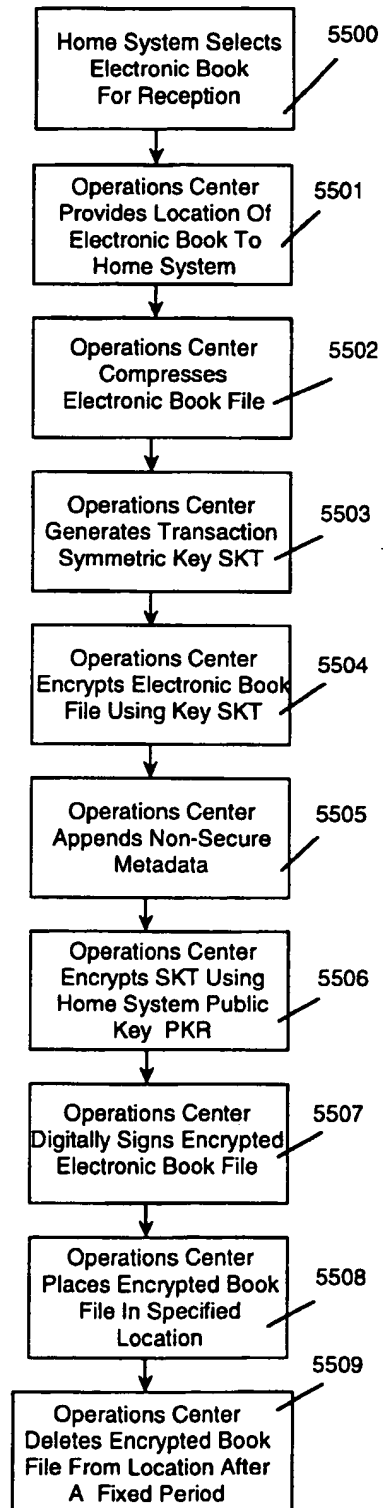 Home System Selects
Electronic Book
For Reception
5500
Operations Center
Provides Location Of
Electronic Book To
Home System
5501
Operations Center
Compresses
Electronic Book File
5502
Operations Center
Generates Transaction
Symmetric Key SKT
5503
Operations Center
Encrypts Electronic Book
File Using Key SKT
5504
Operations Center
Appends Non-Secure
Metadata
5505
Operations Center
Encrypts SKT Using
Home System Public
Key PKR
5506
Operations Center
Digitally Signs Encrypted
Electronic Book File
5507
Operations Center
Places Encrypted Book
File In Specified
Location
5508
Operations Center
Deletes Encrypted Book
File From Location After
A Fixed Period
5509